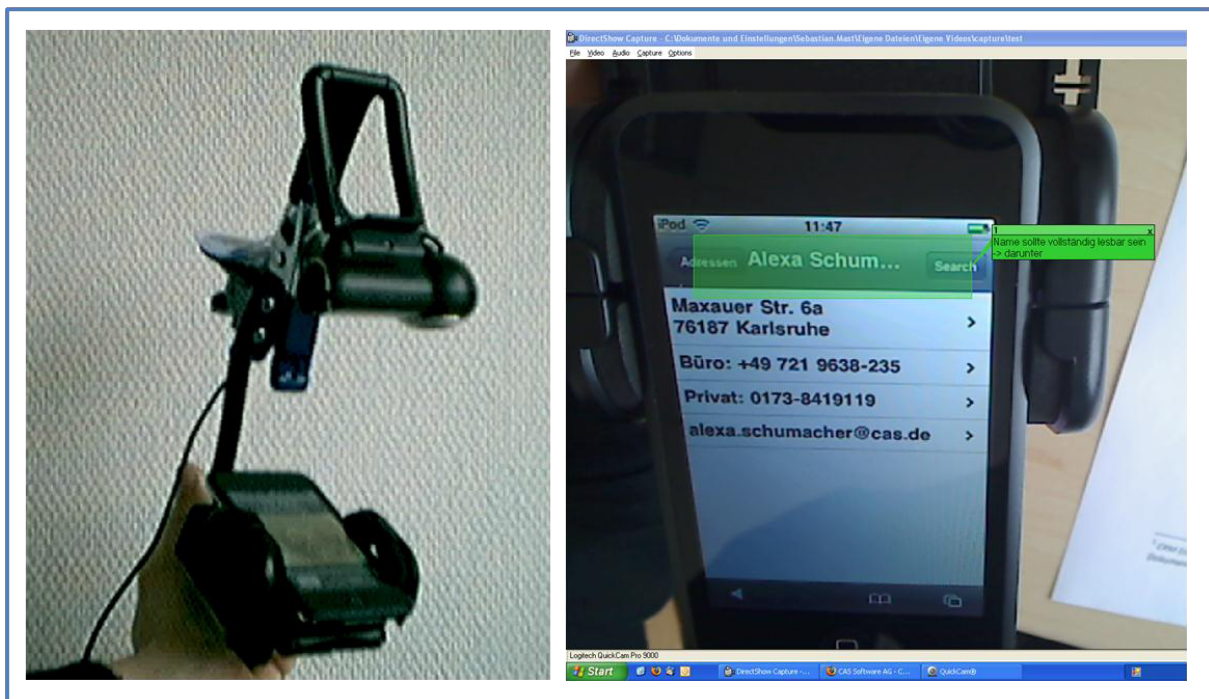 DirectShow Capture - C:\Dokumente und Einstellungen\Sebastian.Mast\Eigene Dateien\Eigene Videos\capture\test
File Video Audio Capture Options
iPod 11:47
Adressen Alexa Schum... Search
1 x
Name sollte vollständig lesbar sein
-> darunter
Maxauer Str. 6a
76187 Karlsruhe
Büro: +49 721 9638-235
Privat: 0173-8419119
alexa.schumacher@cas.de
Logitech QuickCam Pro 9000
Start DirectShow Capture -... CAS Software AG - C... QuickCam®